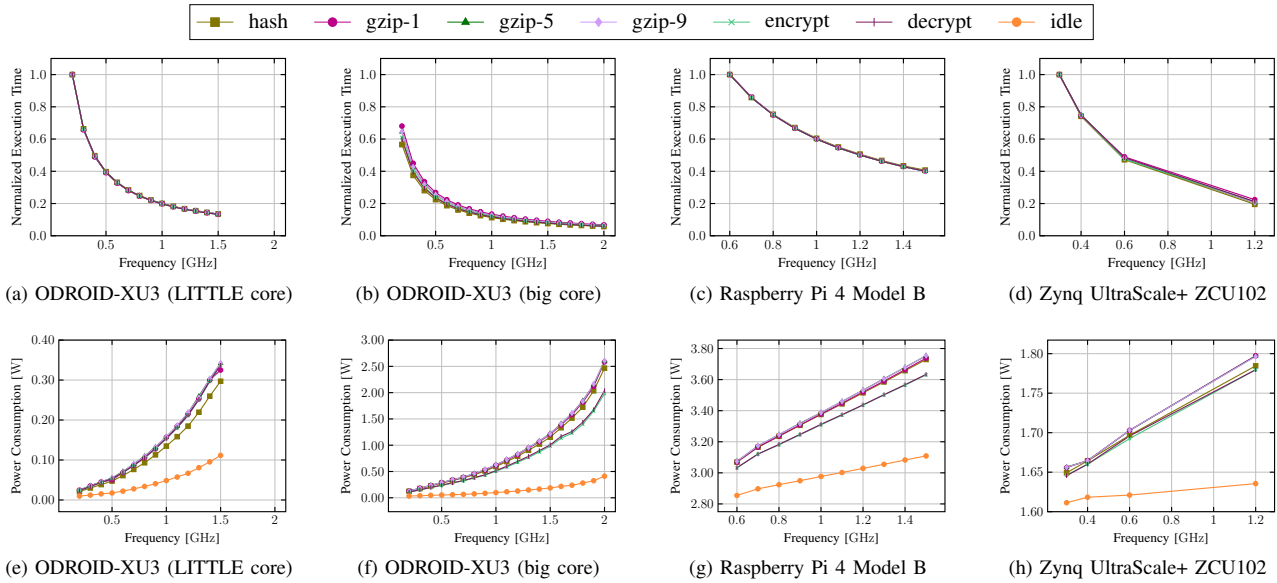 hash gzip-1 gzip-5 gzip-9 encrypt decrypt idle
Normalized Execution Time
1.0
0.8
0.6
0.4
0.2
0.0
0.5 1 1.5 2
Frequency [GHz]
(a) ODROID-XU3 (LITTLE core)
Normalized Execution Time
1.0
0.8
0.6
0.4
0.2
0.0
0.5 1 1.5 2
Frequency [GHz]
(b) ODROID-XU3 (big core)
Normalized Execution Time
1.0
0.8
0.6
0.4
0.2
0.0
0.6 0.8 1 1.2 1.4
Frequency [GHz]
(c) Raspberry Pi 4 Model B
Normalized Execution Time
1.0
0.8
0.6
0.4
0.2
0.0
0.4 0.6 0.8 1 1.2
Frequency [GHz]
(d) Zynq UltraScale+ ZCU102
Power Consumption [W]
0.40
0.30
0.20
0.10
0.00
0.5 1 1.5 2
Frequency [GHz]
(e) ODROID-XU3 (LITTLE core)
Power Consumption [W]
3.00
2.50
2.00
1.50
1.00
0.50
0.00
0.5 1 1.5 2
Frequency [GHz]
(f) ODROID-XU3 (big core)
Power Consumption [W]
3.80
3.60
3.40
3.20
3.00
2.80
0.6 0.8 1 1.2 1.4
Frequency [GHz]
(g) Raspberry Pi 4 Model B
Power Consumption [W]
1.80
1.75
1.70
1.65
1.60
0.4 0.6 0.8 1 1.2
Frequency [GHz]
(h) Zynq UltraScale+ ZCU102